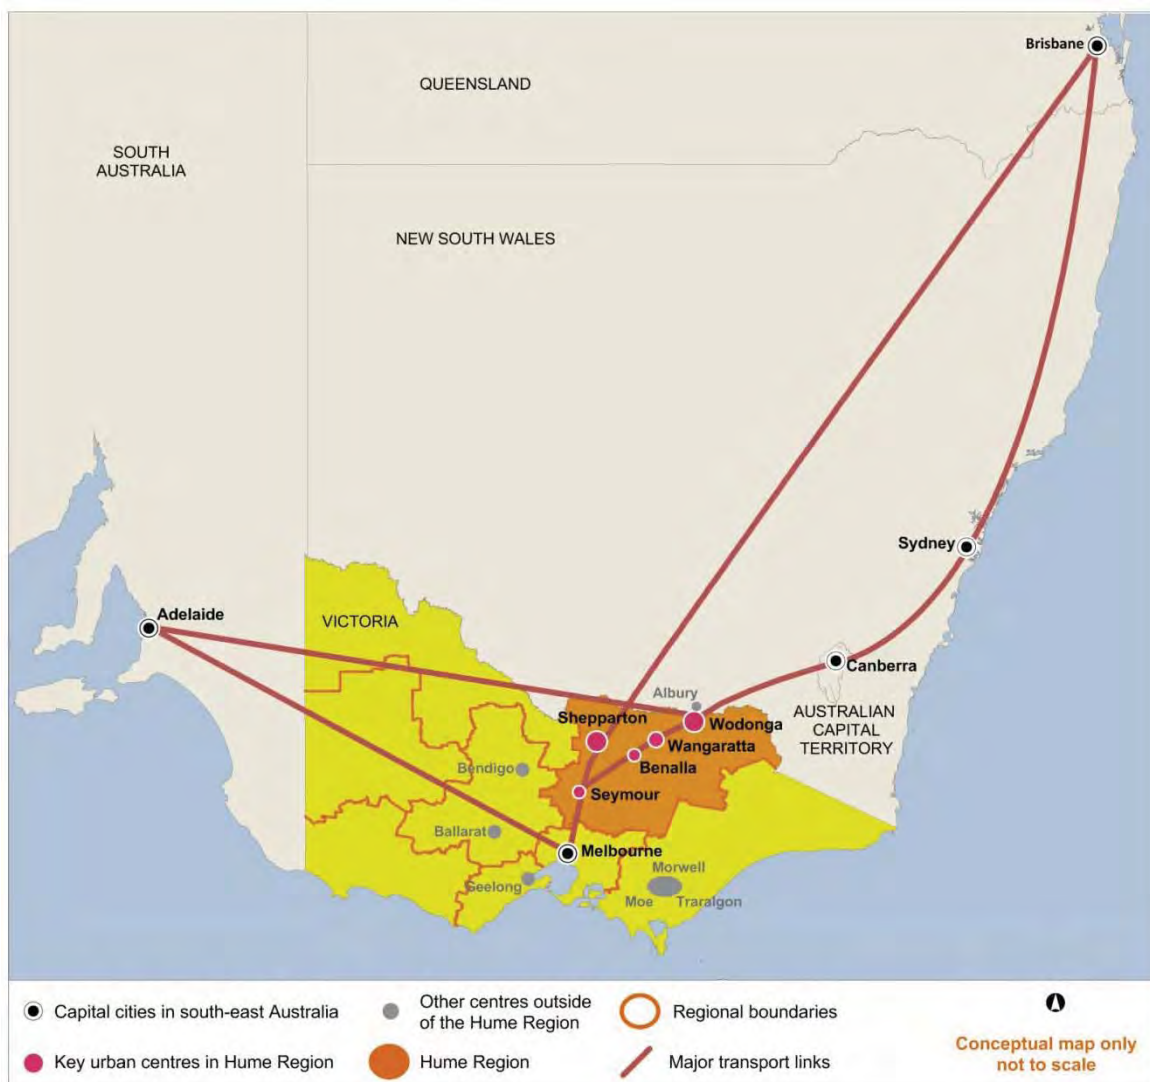 Brisbane
QUEENSLAND
SOUTH
AUSTRALIA
NEW SOUTH WALES
Sydney
Adelaide
VICTORIA
Canberra
Albury
Shepparton
Wodonga
AUSTRALIAN
CAPITAL
TERRITORY
Wangaratta
Benalla
Bendigo
Seymour
Ballarat
Melbourne
Geelong
Morwell
Moe
Traralgon
Capital cities in south-east Australia
Other centres outside
of the Hume Region
Regional boundaries
Key urban centres in Hume Region
Hume Region
Major transport links
Conceptual map only
not to scale